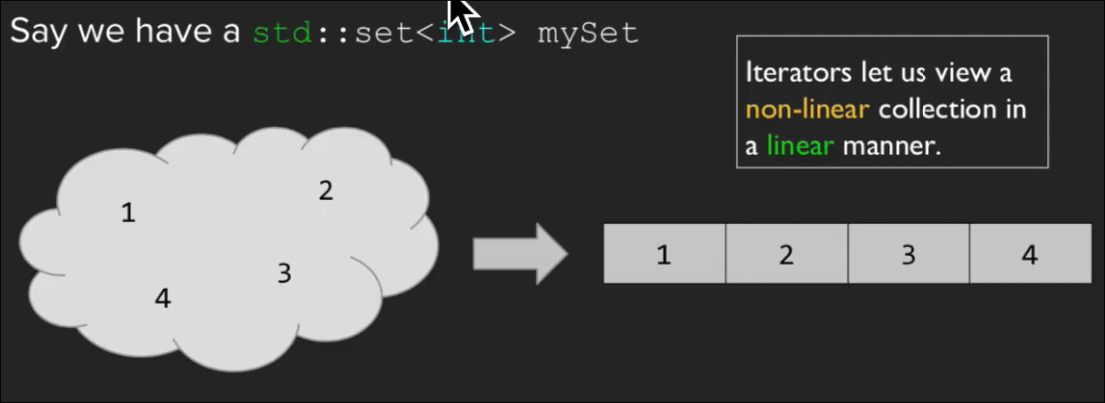 Say we have a std::set<int> mySet
Iterators let us view a
non-linear collection in
a linear manner.
1
2
3
4
1 2 3 4